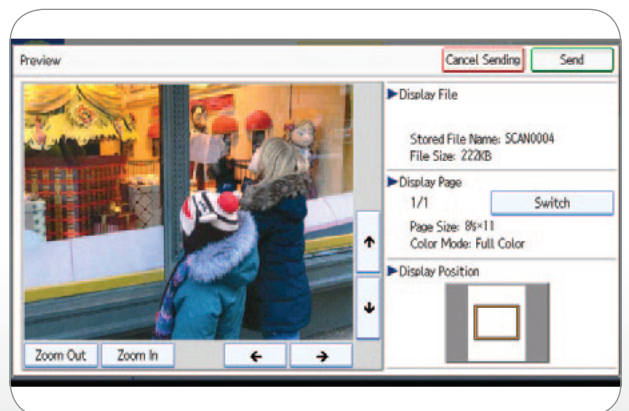 Preview
Cancel Sending
Send
Display File
Stored File Name: SCAN0004
File Size: 222KB
Display Page
1/1
Switch
Page Size: 8½×11
Color Mode: Full Color
Display Position
Zoom Out
Zoom In